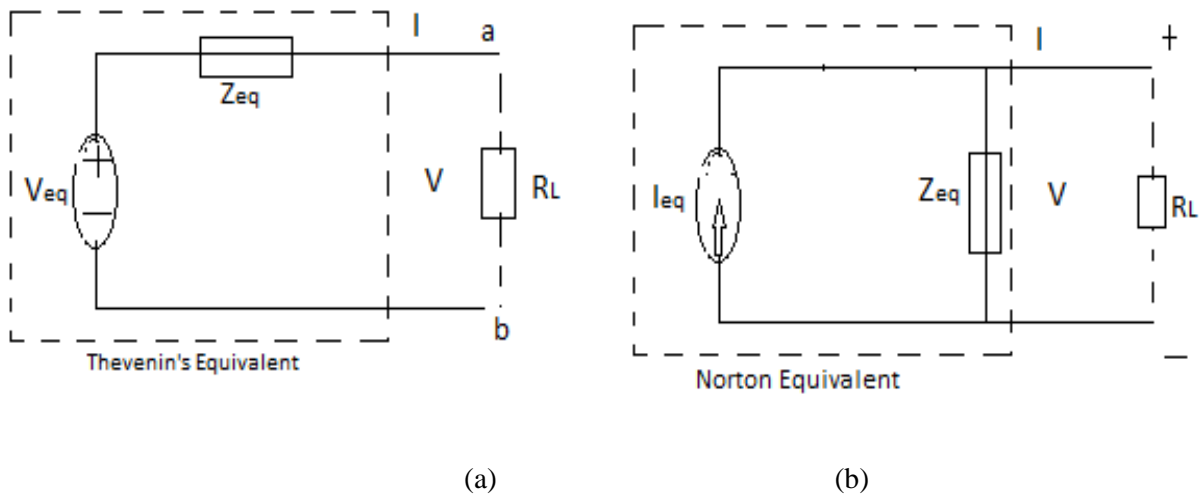 I
a
Zeq
+
Veq
V
RL
b
Thevenin's Equivalent
I
+
Ieq
Zeq
V
RL
Norton Equivalent
(a)
(b)